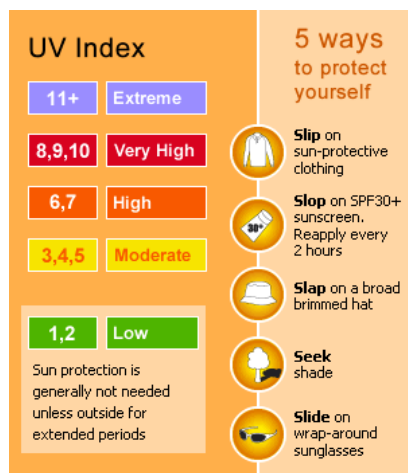 UV Index
11+ Extreme
8,9,10 Very High
6,7 High
3,4,5 Moderate
1,2 Low
Sun protection is
generally not needed
unless outside for
extended periods
5 ways
to protect
yourself
Slip on
sun-protective
clothing
30+
Slop on SPF30+
sunscreen.
Reapply every
2 hours
Slap on a broad
brimmed hat
Seek
shade
Slide on
wrap-around
sunglasses